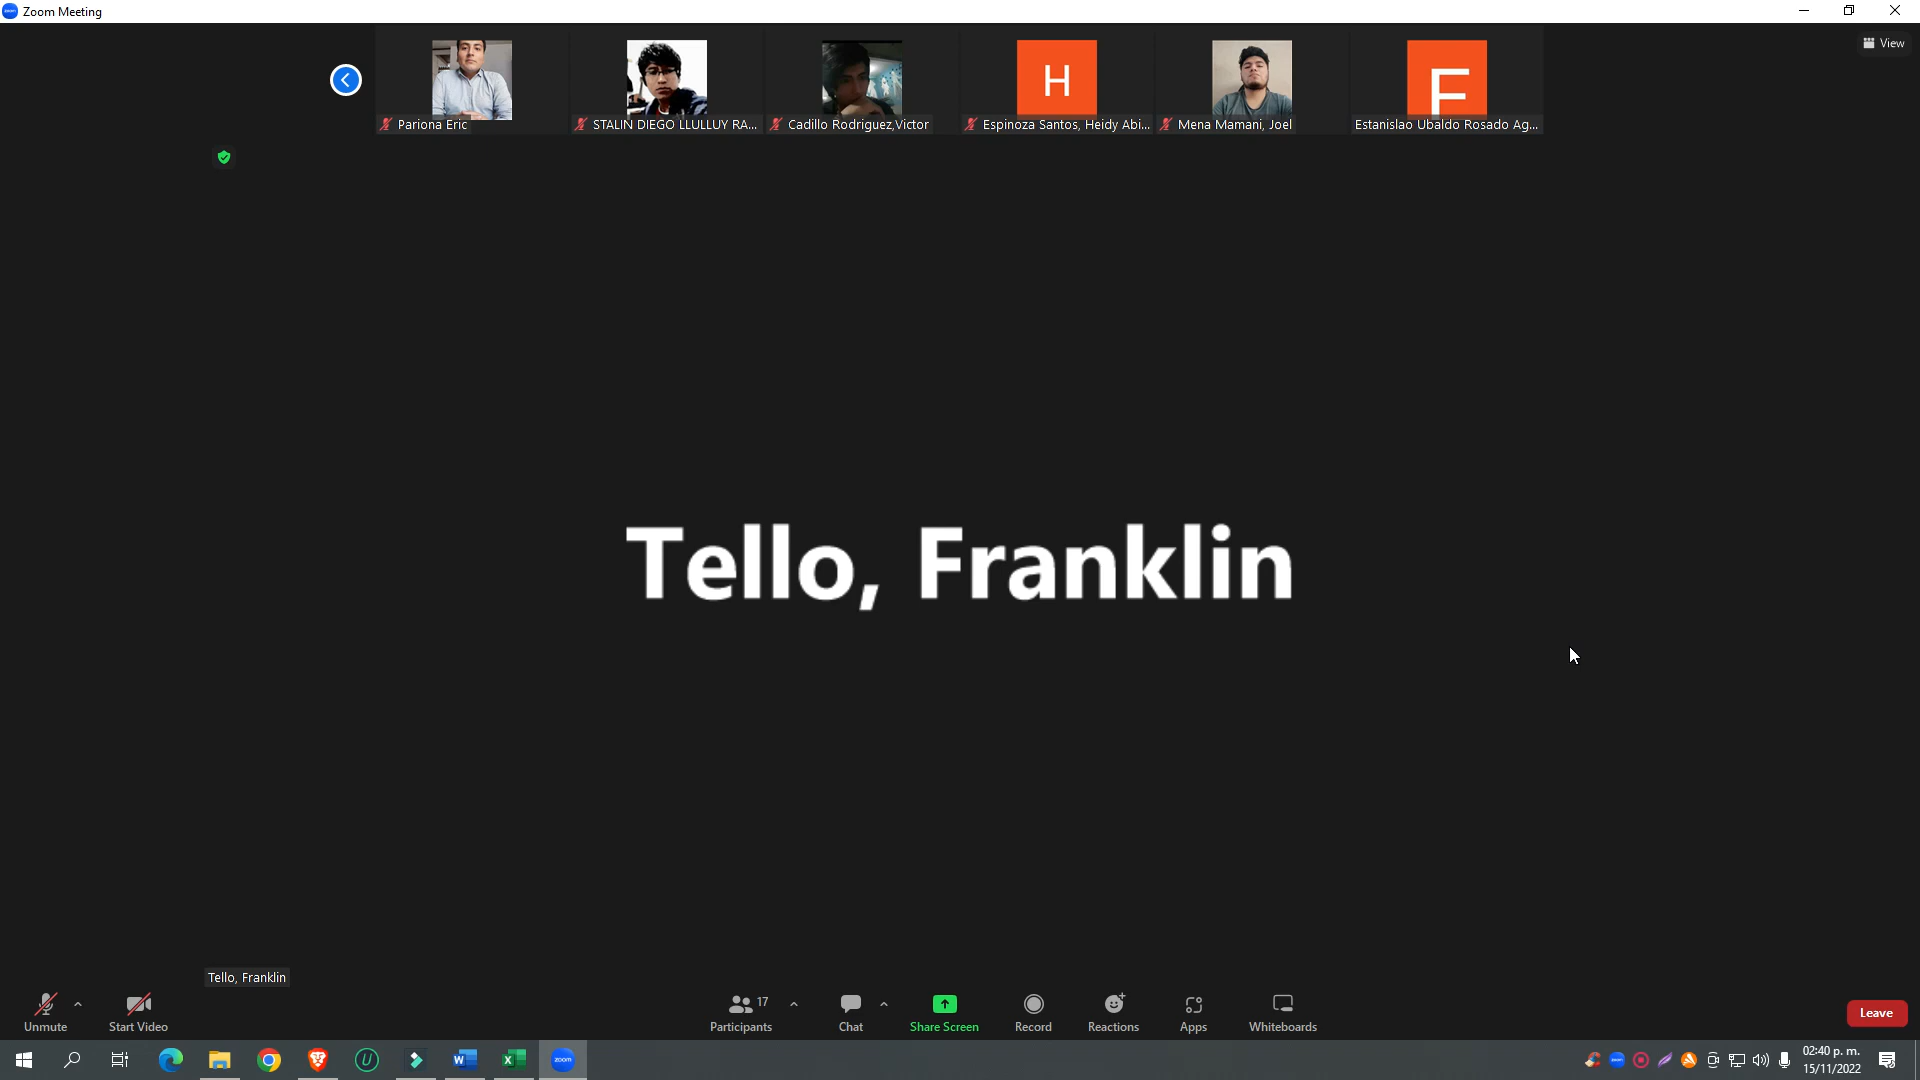 Zoom Meeting
View
H
E
Pariona Eric
STALIN DIEGO LLULLUY RA...
Cadillo Rodriguez,Victor
Espinoza Santos, Heidy Abi...
Mena Mamani, Joel
Estanislao Ubaldo Rosado Ag...
Tello, Franklin
Tello, Franklin
17
Unmute
Start Video
Participants
Chat
Share Screen
Record
Reactions
Apps
Whiteboards
Leave
zoom
02:40 p. m.
15/11/2022